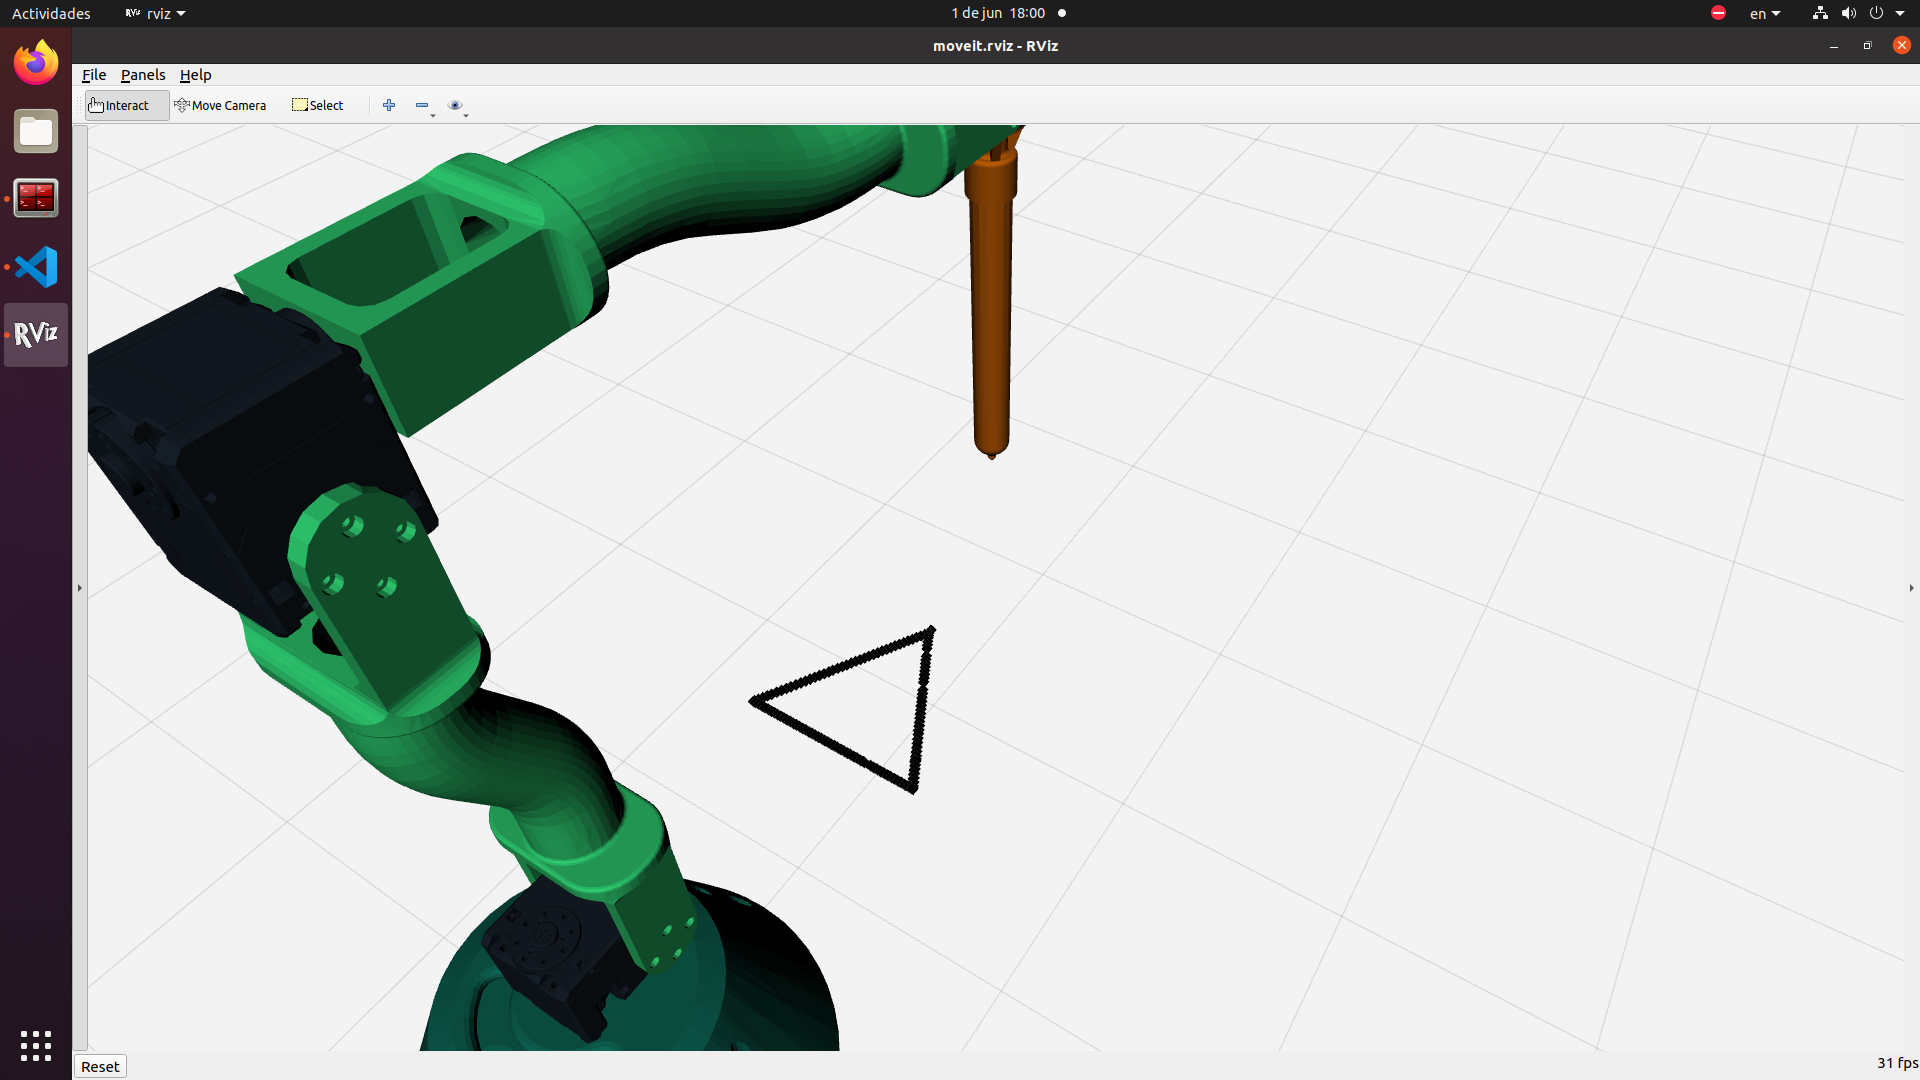 Actividades
RViz rviz
1 de jun 18:00
en
moveit.rviz - RViz
File Panels Help
Interact Move Camera Select
RViz
Reset
31 fps